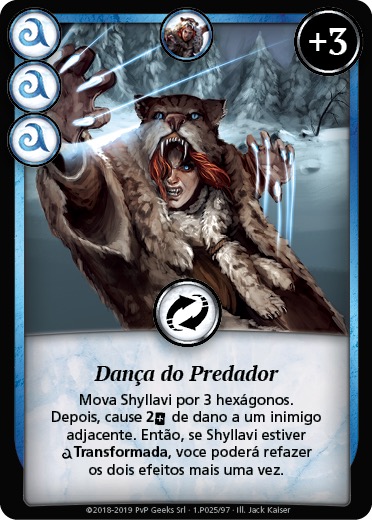 +3
Dança do Predador
Mova Shyllavi por 3 hexágonos.
Depois, cause 2 de dano a um inimigo
adjacente. Então, se Shyllavi estiver
Transformada, voce poderá refazer
os dois efeitos mais uma vez.
©2018-2019 PvP Geeks Srl · 1.P025/97 · Ill. Jack Kaiser